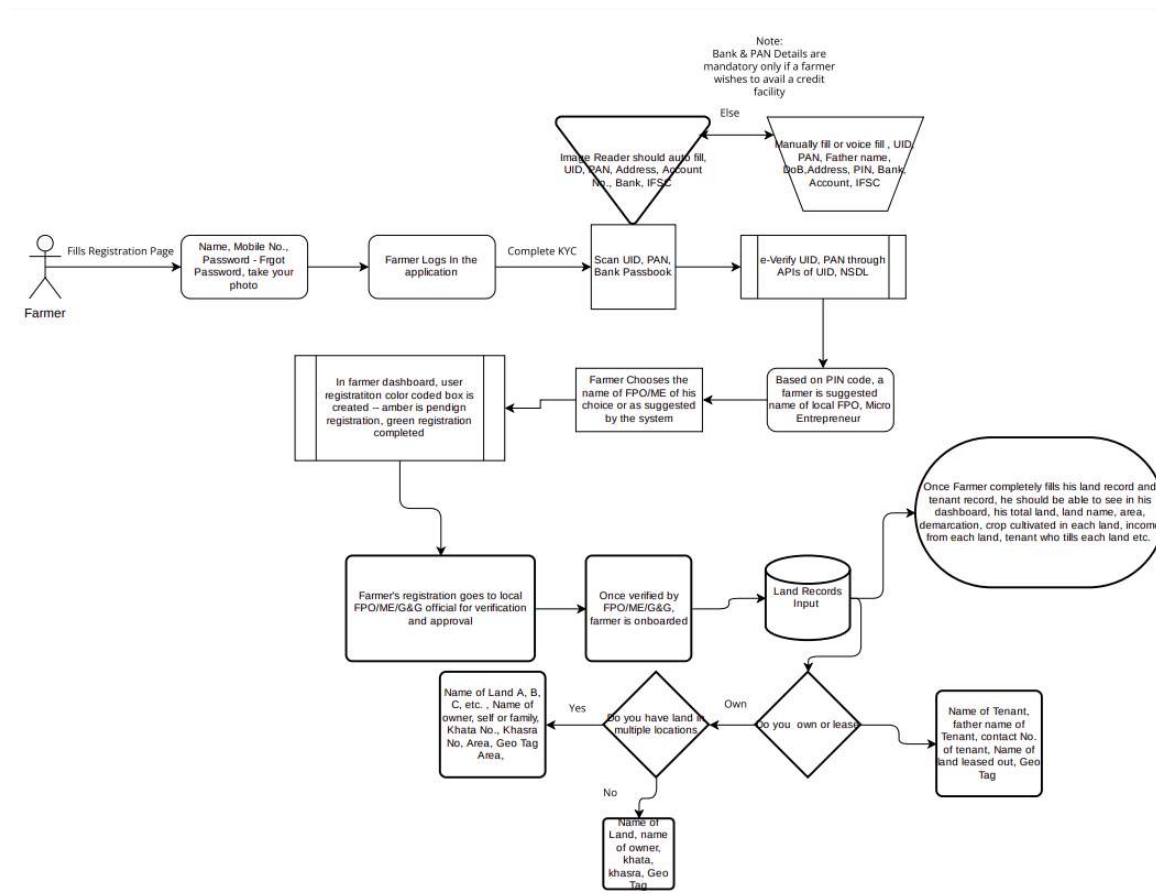 Note:
Bank & PAN Details are
mandatory only if a farmer
wishes to avail a credit
facility
Else
Image Reader should auto fill,
UID, PAN, Address, Account
No., Bank, IFSC
Manually fill or voice fill , UID,
PAN, Father name,
DoB,Address, PIN, Bank,
Account, IFSC
Farmer
Fills Registration Page
Name, Mobile No.,
Password - Frgot
Password, take your
photo
Farmer Logs In the
application
Complete KYC
Scan UID, PAN,
Bank Passbook
e-Verify UID, PAN through
APIs of UID, NSDL
In farmer dashboard, user
registratiton color coded box is
created -- amber is pendign
registration, green registration
completed
Farmer Chooses the
name of FPO/ME of his
choice or as suggested
by the system
Based on PIN code, a
farmer is suggested
name of local FPO, Micro
Entrepreneur
Once Farmer completely fills his land record and
tenant record, he should be able to see in his
dashboard, his total land, land name, area,
demarcation, crop cultivated in each land, income
from each land, tenant who tills each land etc.
Farmer's registration goes to local
FPO/ME/G&G official for verification
and approval
Once verified by
FPO/ME/G&G,
farmer is onboarded
Land Records
Input
Name of Land A, B,
C, etc. , Name of
owner, self or family,
Khata No., Khasra
No, Area, Geo Tag
Area,
Yes
Do you have land in
multiple locations
Own
Do you own or lease
Name of Tenant,
father name of
Tenant, contact No.
of tenant, Name of
land leased out, Geo
Tag
No
Name of
Land, name
of owner,
khata,
khasra, Geo
Tag